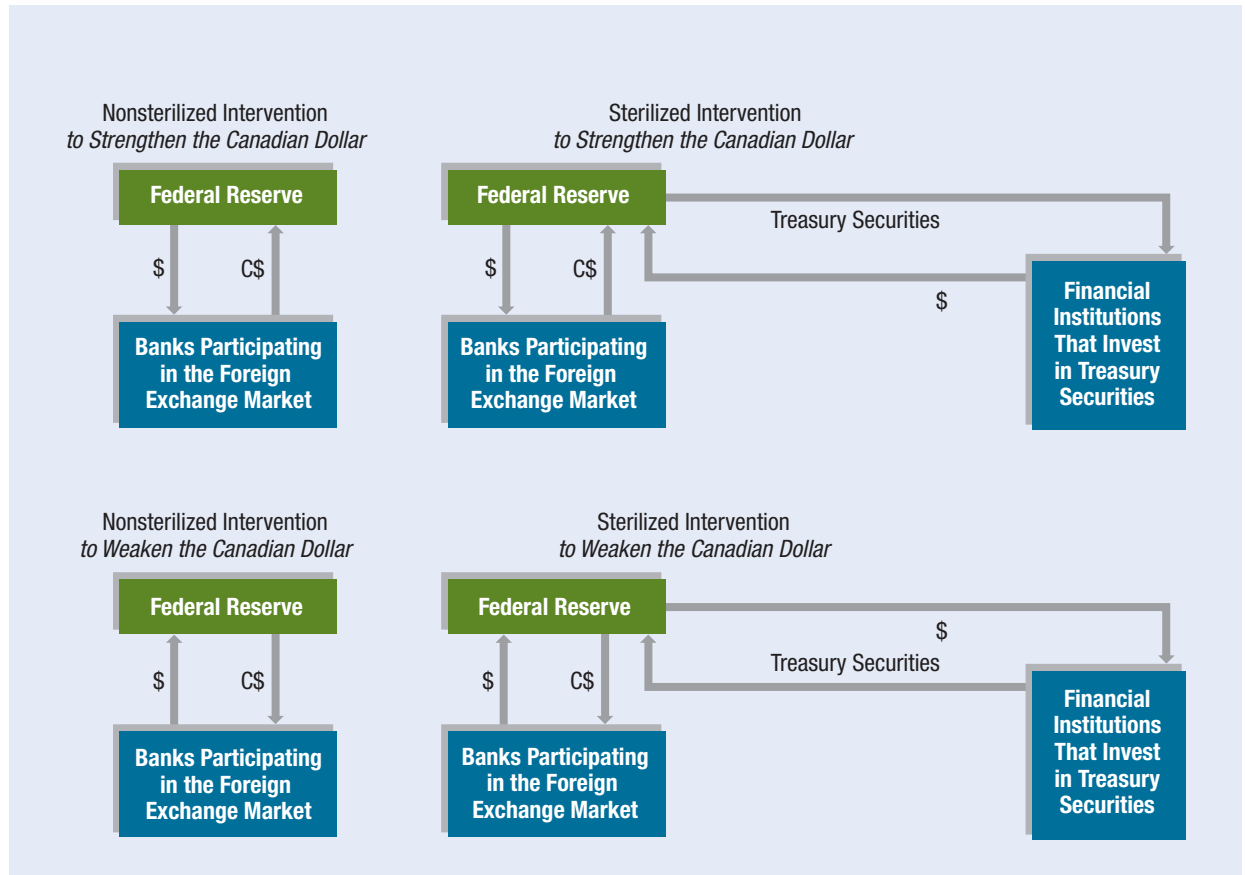 Nonsterilized Intervention
to Strengthen the Canadian Dollar
Federal Reserve
$
C$
Banks Participating
in the Foreign
Exchange Market
Sterilized Intervention
to Strengthen the Canadian Dollar
Federal Reserve
Treasury Securities
$
C$
$
Banks Participating
in the Foreign
Exchange Market
Financial
Institutions
That Invest
in Treasury
Securities
Nonsterilized Intervention
to Weaken the Canadian Dollar
Federal Reserve
$
C$
Banks Participating
in the Foreign
Exchange Market
Sterilized Intervention
to Weaken the Canadian Dollar
Federal Reserve
$
Treasury Securities
$
C$
Banks Participating
in the Foreign
Exchange Market
Financial
Institutions
That Invest
in Treasury
Securities